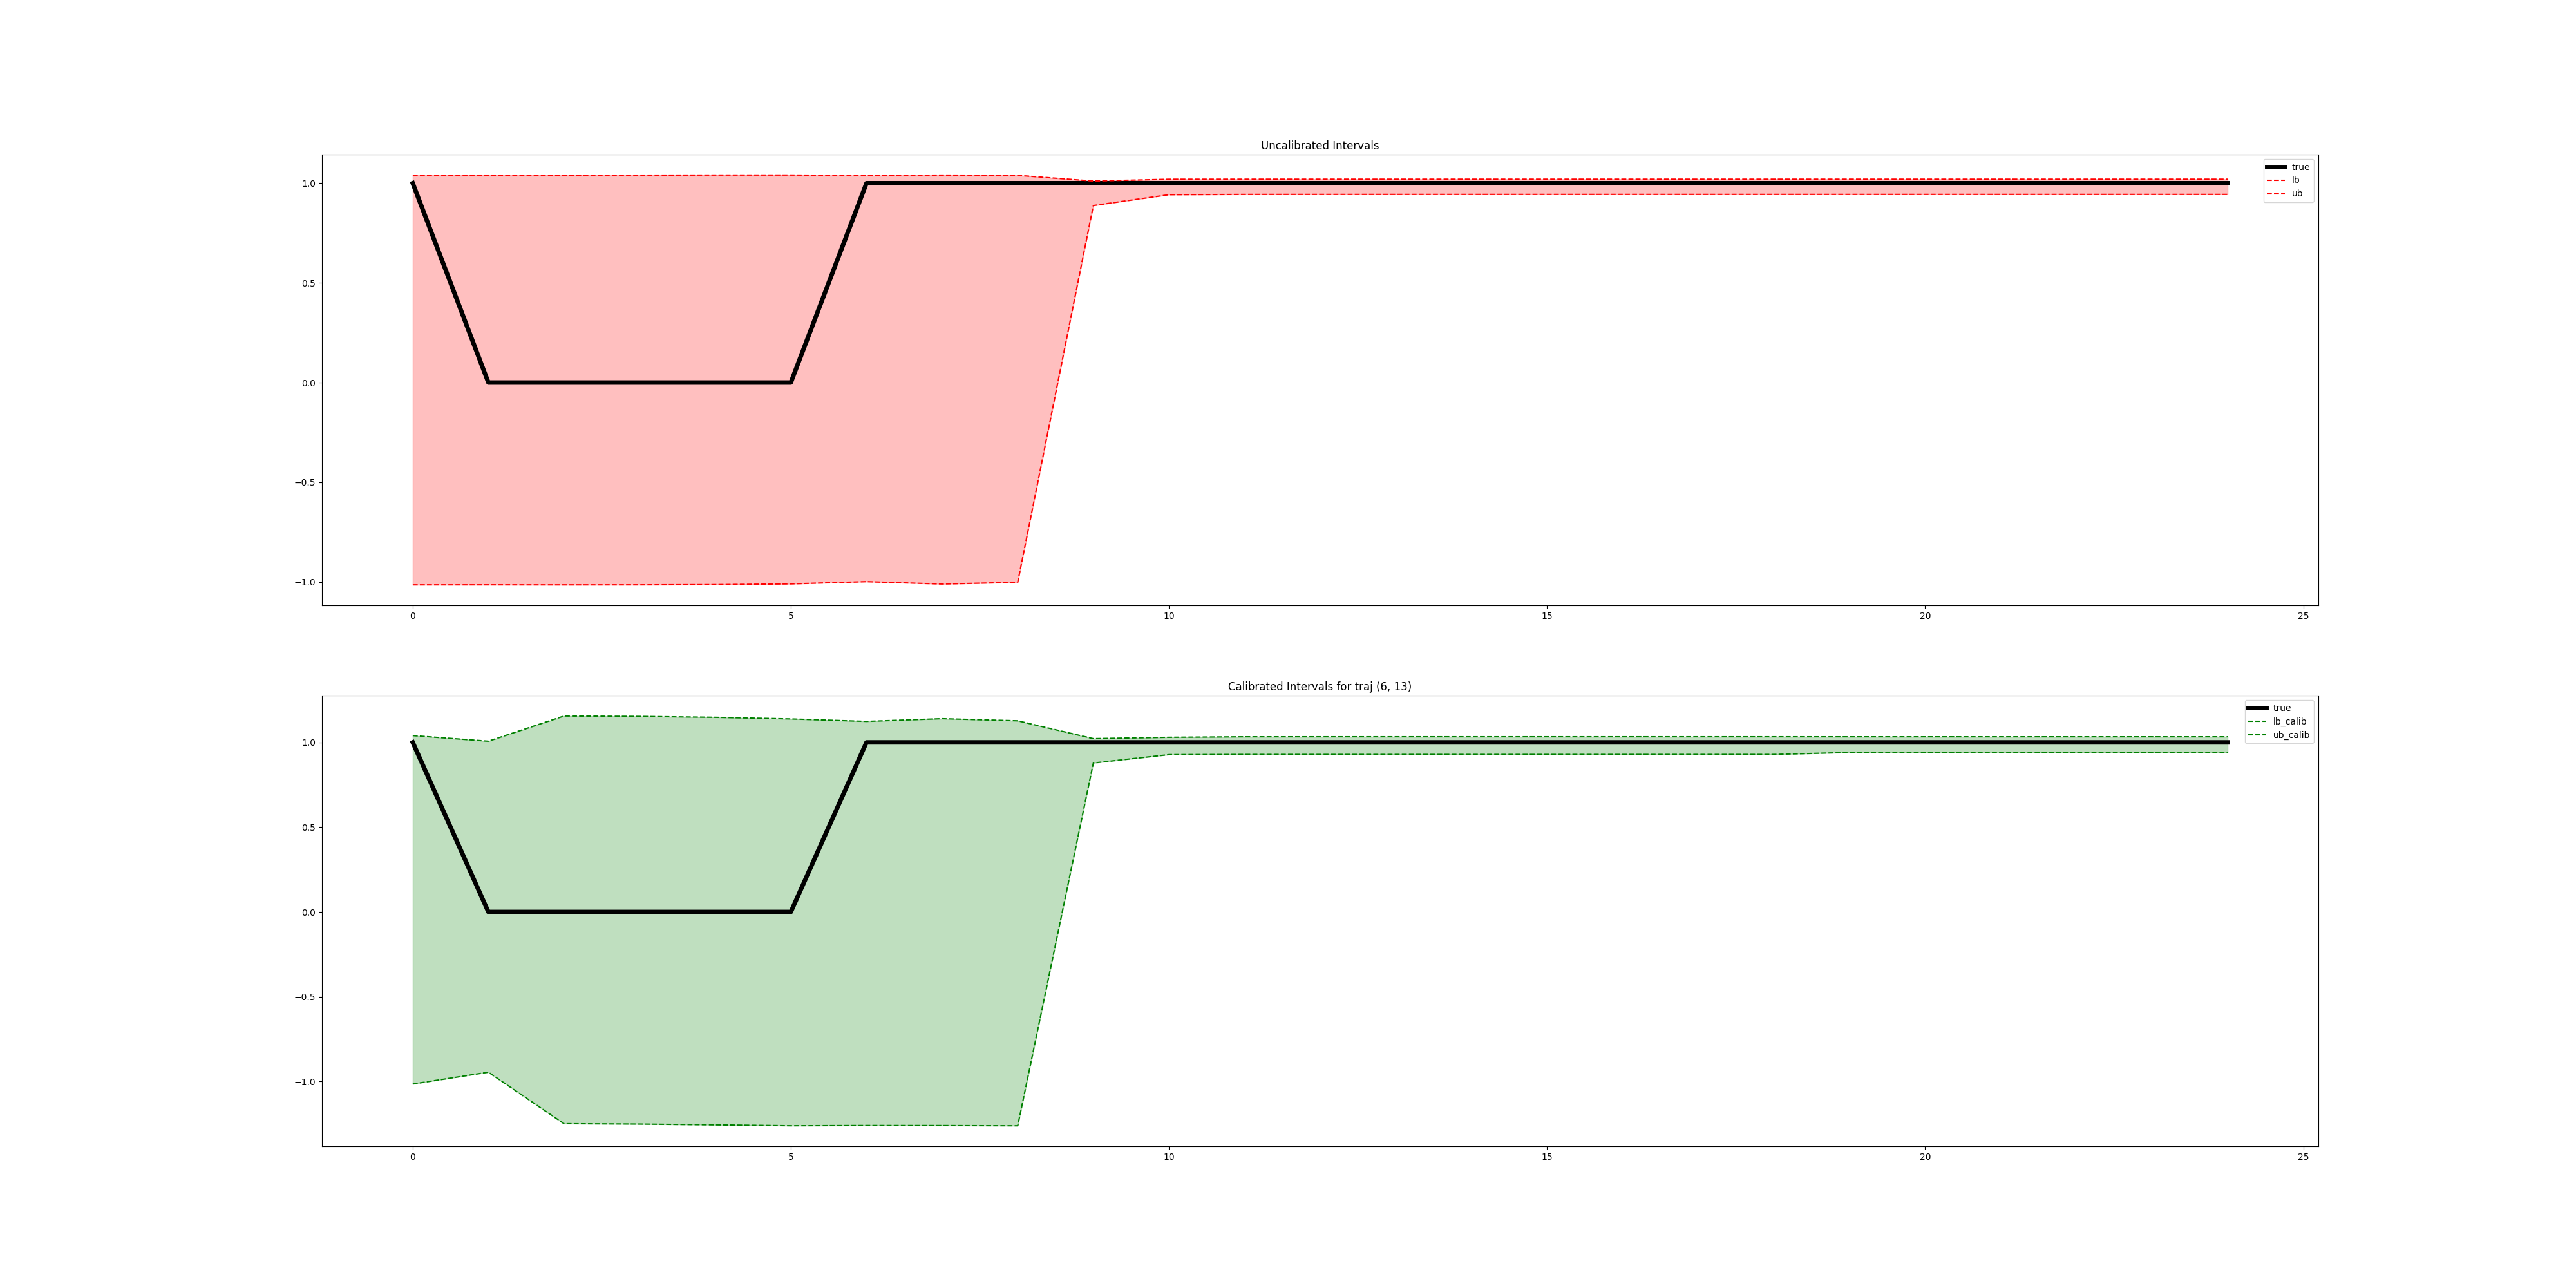 Uncalibrated Intervals
1.0
0.5
0.0
−0.5
−1.0
true
lb
ub
0 5 10 15 20 25
Calibrated Intervals for traj (6, 13)
1.0
0.5
0.0
−0.5
−1.0
true
lb_calib
ub_calib
0 5 10 15 20 25